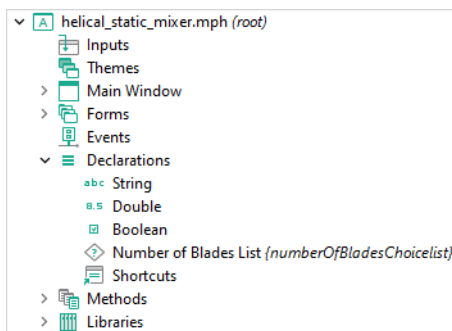 helical_static_mixer.mph (root)
Inputs
Themes
Main Window
Forms
Events
Declarations
abc String
8.5 Double
Boolean
Number of Blades List {numberOfBladesChoicelist}
Shortcuts
Methods
Libraries